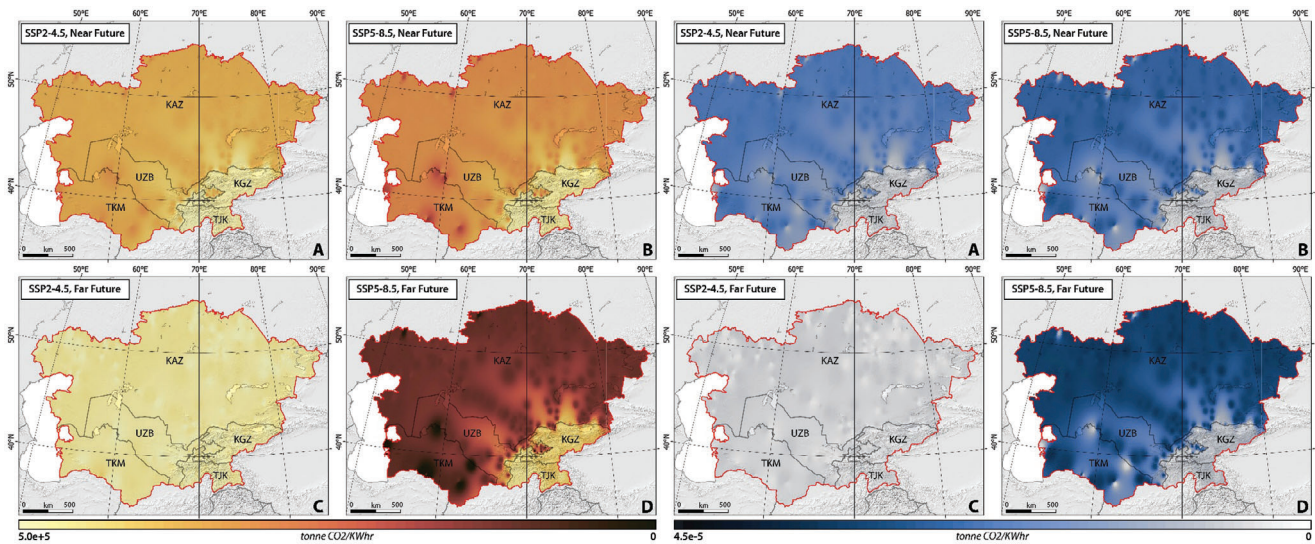 50°E 60°E 70°E 80°E 90°E 50°E 60°E 70°E 80°E 90°E 50°E 60°E 70°E 80°E 90°E 50°E 60°E 70°E 80°E 90°E
SSP2-4.5, Near Future SSP5-8.5, Near Future SSP2-4.5, Near Future SSP5-8.5, Near Future
50°N 50°N 50°N 50°N
KAZ KAZ KAZ KAZ
40°N 40°N 40°N 40°N
UZB KGZ UZB KGZ UZB KGZ UZB KGZ
TKM TJK TKM TJK TKM TJK TKM TJK
0 km 500 A 0 km 500 B 0 km 500 A 0 km 500 B
50°E 60°E 70°E 80°E 90°E 50°E 60°E 70°E 80°E 90°E 50°E 60°E 70°E 80°E 90°E 50°E 60°E 70°E 80°E 90°E
SSP2-4.5, Far Future SSP5-8.5, Far Future SSP2-4.5, Far Future SSP5-8.5, Far Future
50°N 50°N 50°N 50°N
KAZ KAZ KAZ KAZ
40°N 40°N 40°N 40°N
UZB KGZ UZB KGZ UZB KGZ UZB KGZ
TKM TJK TKM TJK TKM TJK TKM TJK
0 km 500 C 0 km 500 D 0 km 500 C 0 km 500 D
5.0e+5 tonne CO2/KWhr 0 4.5e-5 tonne CO2/KWhr 0